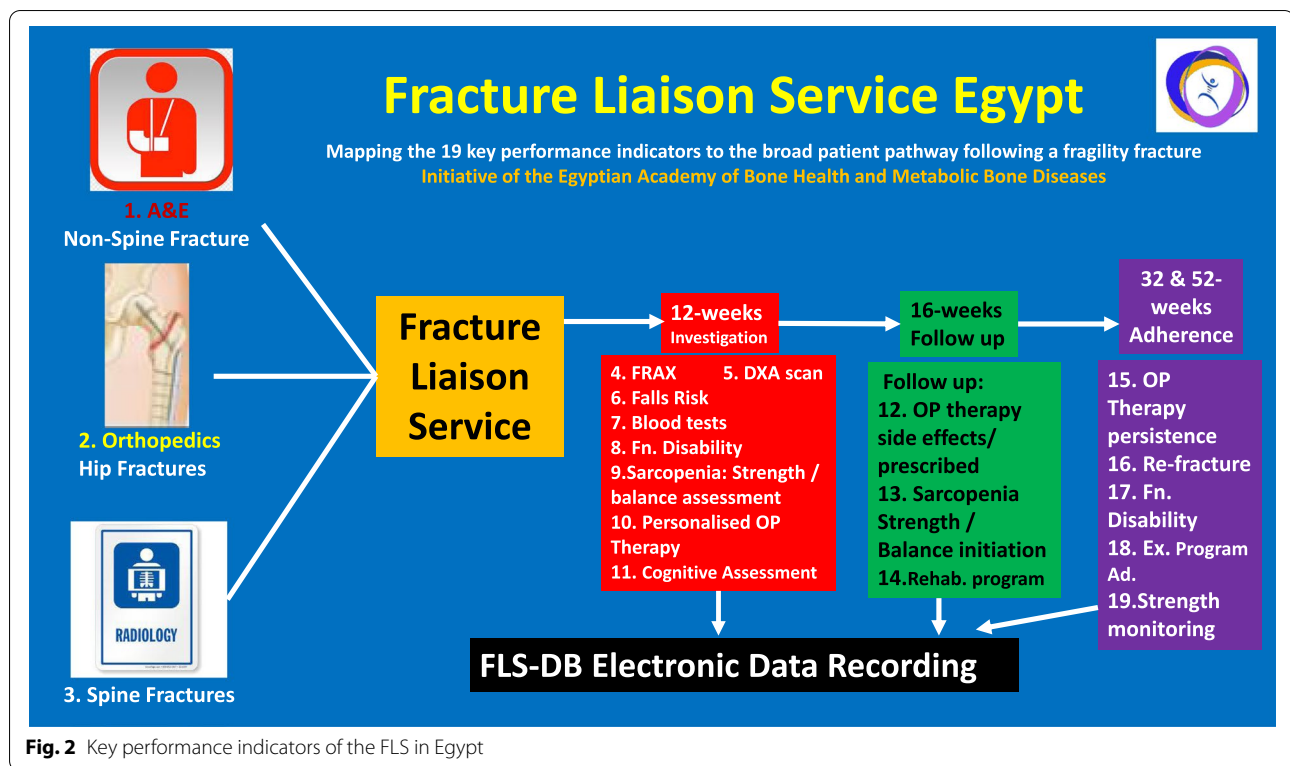 Fracture Liaison Service Egypt
Mapping the 19 key performance indicators to the broad patient pathway following a fragility fracture
Initiative of the Egyptian Academy of Bone Health and Metabolic Bone Diseases
1. A&E
Non-Spine Fracture
2. Orthopedics
Hip Fractures
RADIOLOGY
3. Spine Fractures
Fracture
Liaison
Service
12-weeks
Investigation
4. FRAX 5. DXA scan
6. Falls Risk
7. Blood tests
8. Fn. Disability
9.Sarcopenia: Strength /
balance assessment
10. Personalised OP
Therapy
11. Cognitive Assessment
16-weeks
Follow up
Follow up:
12. OP therapy
side effects/
prescribed
13. Sarcopenia
Strength /
Balance initiation
14.Rehab. program
32 & 52-
weeks
Adherence
15. OP
Therapy
persistence
16. Re-fracture
17. Fn.
Disability
18. Ex. Program
Ad.
19.Strength
monitoring
FLS-DB Electronic Data Recording
Fig. 2 Key performance indicators of the FLS in Egypt